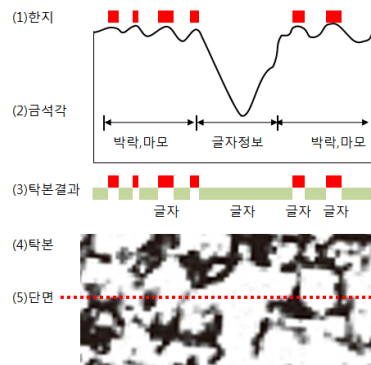 (1)한지
(2)금석각
박락,마모 글자정보 박락,마모
(3)탁본결과
글자 글자 글자 글자
(4)탁본
(5)단면